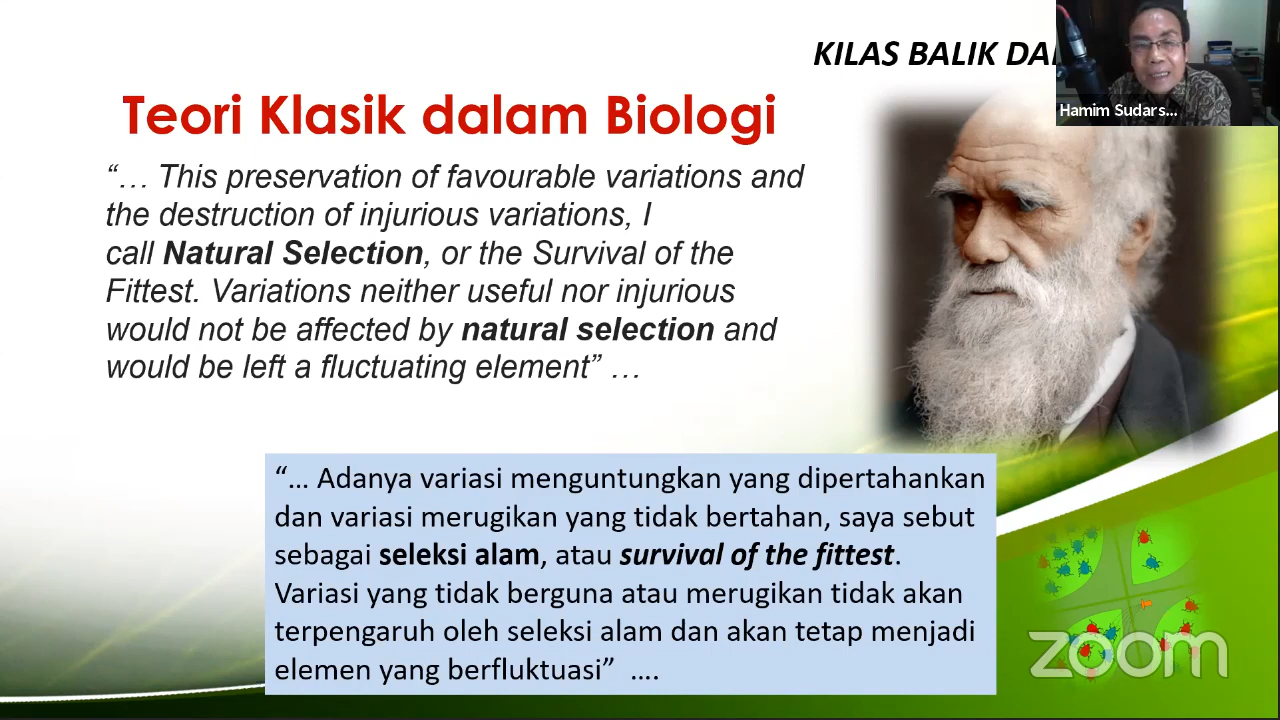 KILAS BALIK
Hamim Sudars...
Teori Klasik dalam Biologi
“… This preservation of favourable variations and
the destruction of injurious variations, I
call Natural Selection, or the Survival of the
Fittest. Variations neither useful nor injurious
would not be affected by natural selection and
would be left a fluctuating element” …
“… Adanya variasi menguntungkan yang dipertahankan
dan variasi merugikan yang tidak bertahan, saya sebut
sebagai seleksi alam, atau survival of the fittest.
Variasi yang tidak berguna atau merugikan tidak akan
terpengaruh oleh seleksi alam dan akan tetap menjadi
elemen yang berfluktuasi” ….
zoom